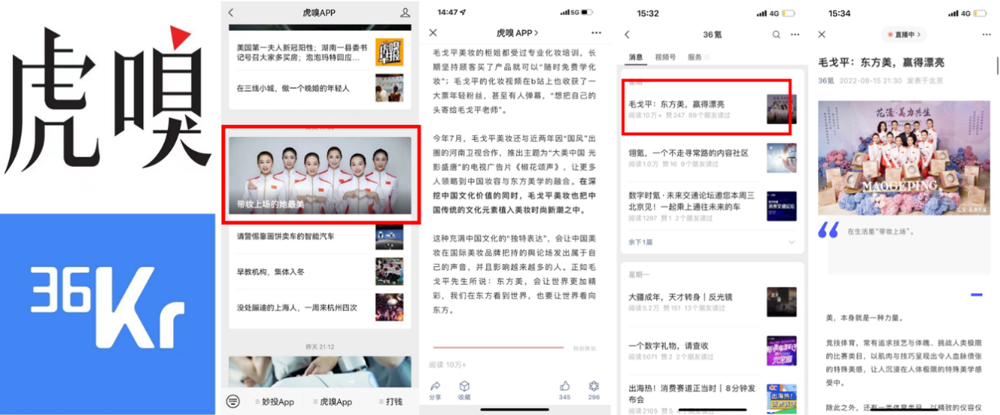 虎嗅
36Kr
虎嗅APP
美国第一夫人新冠阳性;湖南一县委书
记号召大家多买房;泡泡玛特回应...
虎嗅
早报
在三线小城,做一个晚婚的年轻人
带妆上场的她最美
请警惕靠画饼卖车的智能汽车
早教机构,集体入冬
没处蹦迪的上海人,一周来杭州四次
昨天 21:12
妙投App
虎嗅App
打钱
14:47
5G
虎嗅 APP
毛戈平美妆的柜姐都受过专业化妆培训,长
期坚持顾客买了产品就可以“随时免费学化
妆”;毛戈平的化妆视频在b站上也收获了一
大票年轻粉丝,甚至有人弹幕,“想把自己的
头寄给毛戈平老师”。
今年7月,毛戈平美妆还与近两年因“国风”出
圈的河南卫视合作,推出主题为“大美中国 光
影盛唐”的电视广告片《椒花颂声》,让更多
人领略到中国妆容与东方美学的融合。在深
挖中国文化价值的同时,毛戈平美妆也把中
国传统的文化元素植入美妆时尚新潮之中。
这种充满中国文化的“独特表达”,会让中国美
妆在国际美妆品牌把持的舆论场发出属于自
己的声音,并且影响越来越多的人。正如毛
戈平先生所说:东方美,会让世界更加精
彩,我们在东方看到世界,也要让世界看向
东方。
特别策划
阅读 10万+
分享
收藏
345
296
15:32
4G
36氪
消息
视频号
服务
毛戈平:东方美,赢得漂亮
阅读10万+ 赞247 89个朋友读过
翎氪,一个不走寻常路的内容社区
阅读1.0万 赞16 9个朋友读过
数字时氪·未来交通论坛邀您本周三
北京见!一起乘上通往未来的车
阅读1297 赞1 2个朋友读过
未来交通论坛
余下1篇
星期一
大疆成年,天才转身|反光镜
阅读5.2万 赞151 13个朋友读过
一个数字礼物,请查收
阅读5071 赞2 2个朋友读过
元宇宙
出海热!消费赛道正当时|8分钟发
布会
阅读2105 赞5
出海热!
15:34
4G
直播中
毛戈平:东方美,赢得漂亮
36氪 2022-08-15 21:30 发表于北京
花漾·美力共生
MAOGEPING
在生活里“带妆上场”。
美,本身就是一种力量。
竞技体育,常有追求技艺与体魄、挑战人类极限
的比赛类目,以肌肉与技巧呈现出令人血脉偾张
的特殊美感,让人沉浸在人体极限的特殊美学感
受中。
除此之外,还有一类体育类目,以精致的仪容仪